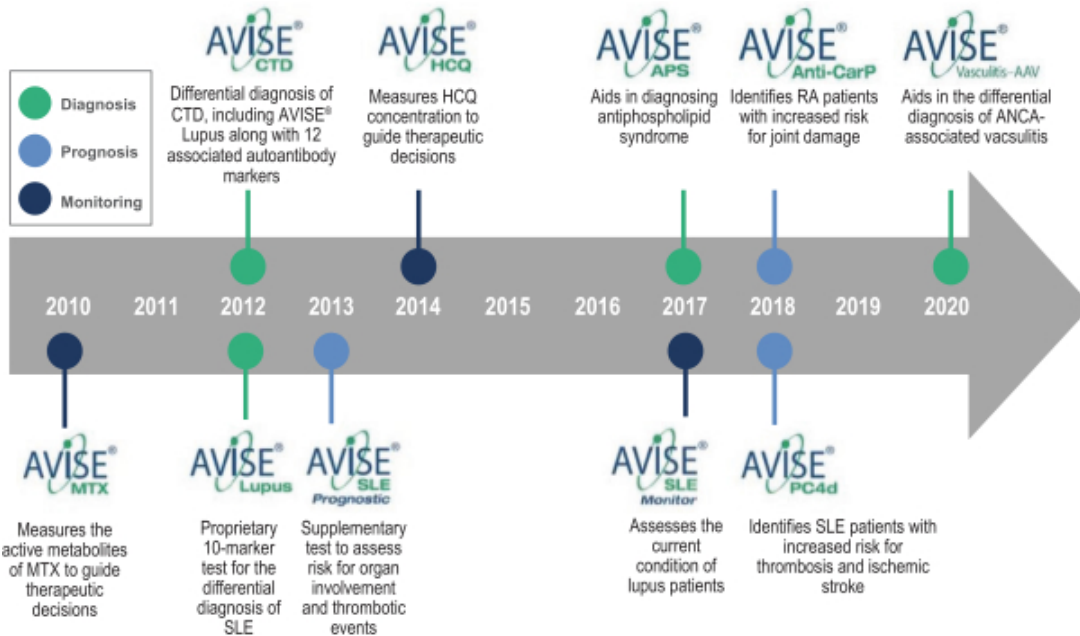 AVISE®
CTD
Differential diagnosis of
CTD, including AVISE®
Lupus along with 12
associated autoantibody
markers
AVISE®
HCQ
Measures HCQ
concentration to
guide therapeutic
decisions
AVISE®
APS
Aids in diagnosing
antiphospholipid
syndrome
AVISE®
Anti-CarP
Identifies RA patients
with increased risk
for joint damage
AVISE®
Vasculitis–AAV
Aids in the differential
diagnosis of ANCA-
associated vacsulitis
Diagnosis
Prognosis
Monitoring
2010 2011 2012 2013 2014 2015 2016 2017 2018 2019 2020
AVISE®
MTX
Measures the
active metabolites
of MTX to guide
therapeutic
decisions
AVISE®
Lupus
Proprietary
10-marker
test for the
differential
diagnosis of
SLE
AVISE®
SLE
Prognostic
Supplementary
test to assess
risk for organ
involvement
and thrombotic
events
AVISE®
SLE
Monitor
Assesses the
current
condition of
lupus patients
AVISE®
PC4d
Identifies SLE patients with
increased risk for
thrombosis and ischemic
stroke